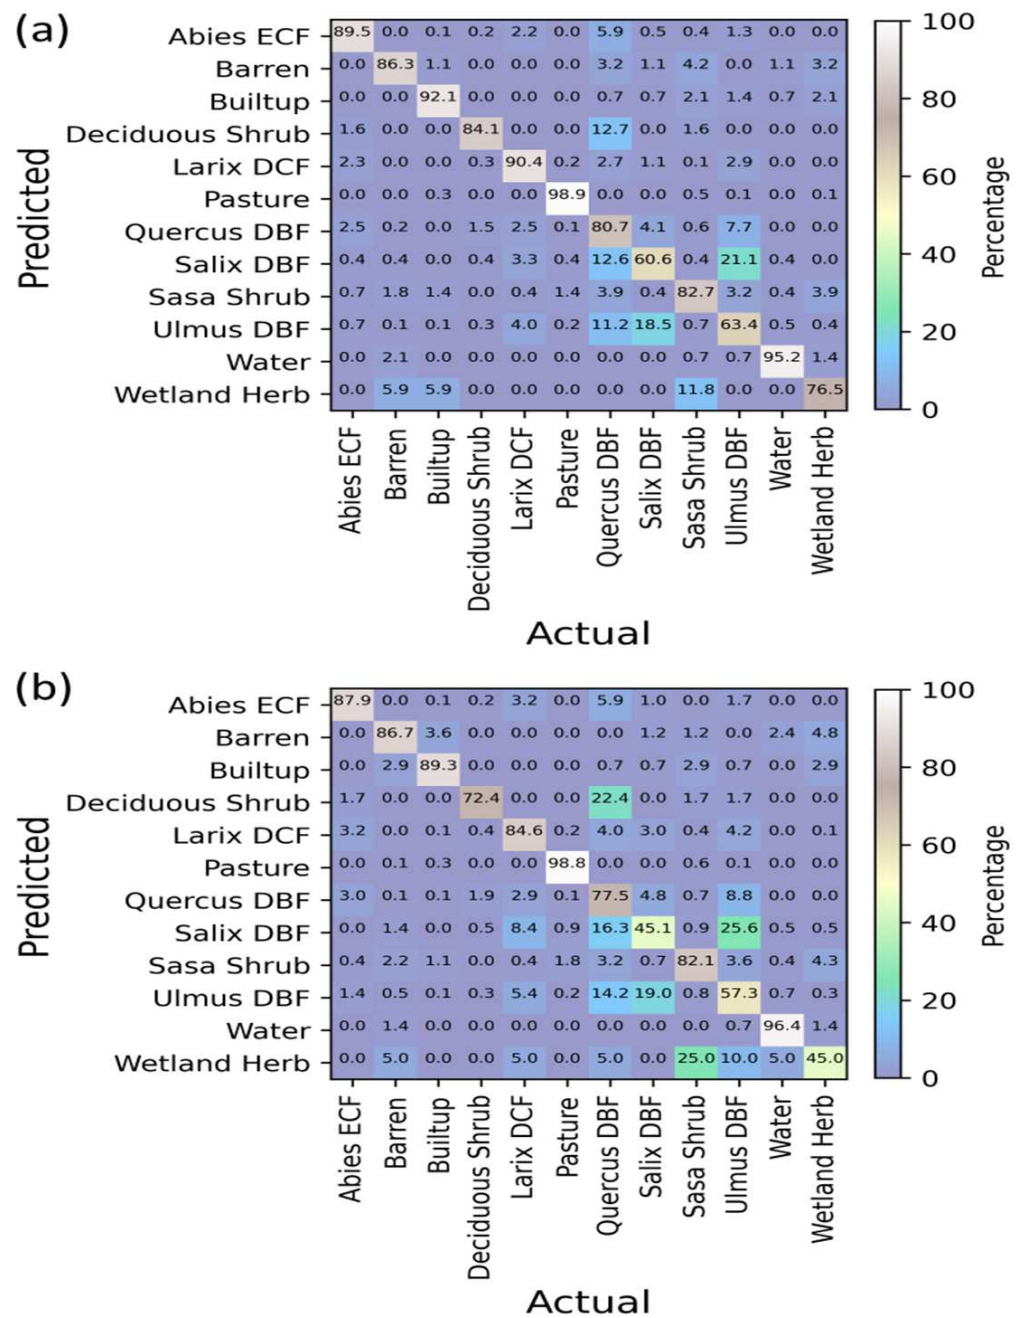 (a)
Predicted
Abies ECF 89.5 0.0 0.1 0.2 2.2 0.0 5.9 0.5 0.4 1.3 0.0 0.0
Barren 0.0 86.3 1.1 0.0 0.0 0.0 3.2 1.1 4.2 0.0 1.1 3.2
Builtup 0.0 0.0 92.1 0.0 0.0 0.0 0.7 0.7 2.1 1.4 0.7 2.1
Deciduous Shrub 1.6 0.0 0.0 84.1 0.0 0.0 12.7 0.0 1.6 0.0 0.0 0.0
Larix DCF 2.3 0.0 0.0 0.3 90.4 0.2 2.7 1.1 0.1 2.9 0.0 0.0
Pasture 0.0 0.0 0.3 0.0 0.0 98.9 0.0 0.0 0.5 0.1 0.0 0.1
Quercus DBF 2.5 0.2 0.0 1.5 2.5 0.1 80.7 4.1 0.6 7.7 0.0 0.0
Salix DBF 0.4 0.4 0.0 0.4 3.3 0.4 12.6 60.6 0.4 21.1 0.4 0.0
Sasa Shrub 0.7 1.8 1.4 0.0 0.4 1.4 3.9 0.4 82.7 3.2 0.4 3.9
Ulmus DBF 0.7 0.1 0.1 0.3 4.0 0.2 11.2 18.5 0.7 63.4 0.5 0.4
Water 0.0 2.1 0.0 0.0 0.0 0.0 0.0 0.0 0.7 0.7 95.2 1.4
Wetland Herb 0.0 5.9 5.9 0.0 0.0 0.0 0.0 0.0 11.8 0.0 0.0 76.5
Abies ECF
Barren
Builtup
Deciduous Shrub
Larix DCF
Pasture
Quercus DBF
Salix DBF
Sasa Shrub
Ulmus DBF
Water
Wetland Herb
Actual
100
80
60
40
20
0
Percentage
(b)
Predicted
Abies ECF 87.9 0.0 0.1 0.2 3.2 0.0 5.9 1.0 0.0 1.7 0.0 0.0
Barren 0.0 86.7 3.6 0.0 0.0 0.0 0.0 1.2 1.2 0.0 2.4 4.8
Builtup 0.0 2.9 89.3 0.0 0.0 0.0 0.7 0.7 2.9 0.7 0.0 2.9
Deciduous Shrub 1.7 0.0 0.0 72.4 0.0 0.0 22.4 0.0 1.7 1.7 0.0 0.0
Larix DCF 3.2 0.0 0.1 0.4 84.6 0.2 4.0 3.0 0.4 4.2 0.0 0.1
Pasture 0.0 0.1 0.3 0.0 0.0 98.8 0.0 0.0 0.6 0.1 0.0 0.0
Quercus DBF 3.0 0.1 0.1 1.9 2.9 0.1 77.5 4.8 0.7 8.8 0.0 0.0
Salix DBF 0.0 1.4 0.0 0.5 8.4 0.9 16.3 45.1 0.9 25.6 0.5 0.5
Sasa Shrub 0.4 2.2 1.1 0.0 0.4 1.8 3.2 0.7 82.1 3.6 0.4 4.3
Ulmus DBF 1.4 0.5 0.1 0.3 5.4 0.2 14.2 19.0 0.8 57.3 0.7 0.3
Water 0.0 1.4 0.0 0.0 0.0 0.0 0.0 0.0 0.0 0.7 96.4 1.4
Wetland Herb 0.0 5.0 0.0 0.0 5.0 0.0 5.0 0.0 25.0 10.0 5.0 45.0
Abies ECF
Barren
Builtup
Deciduous Shrub
Larix DCF
Pasture
Quercus DBF
Salix DBF
Sasa Shrub
Ulmus DBF
Water
Wetland Herb
Actual
100
80
60
40
20
0
Percentage